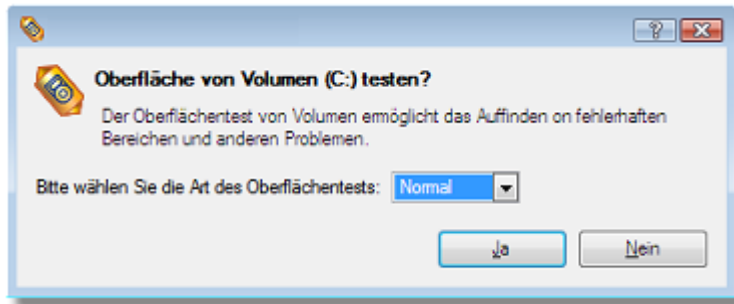 Oberfläche von Volumen (C:) testen?
Der Oberflächentest von Volumen ermöglicht das Auffinden on fehlerhaften
Bereichen und anderen Problemen.
Bitte wählen Sie die Art des Oberflächentests: Normal
Ja Nein